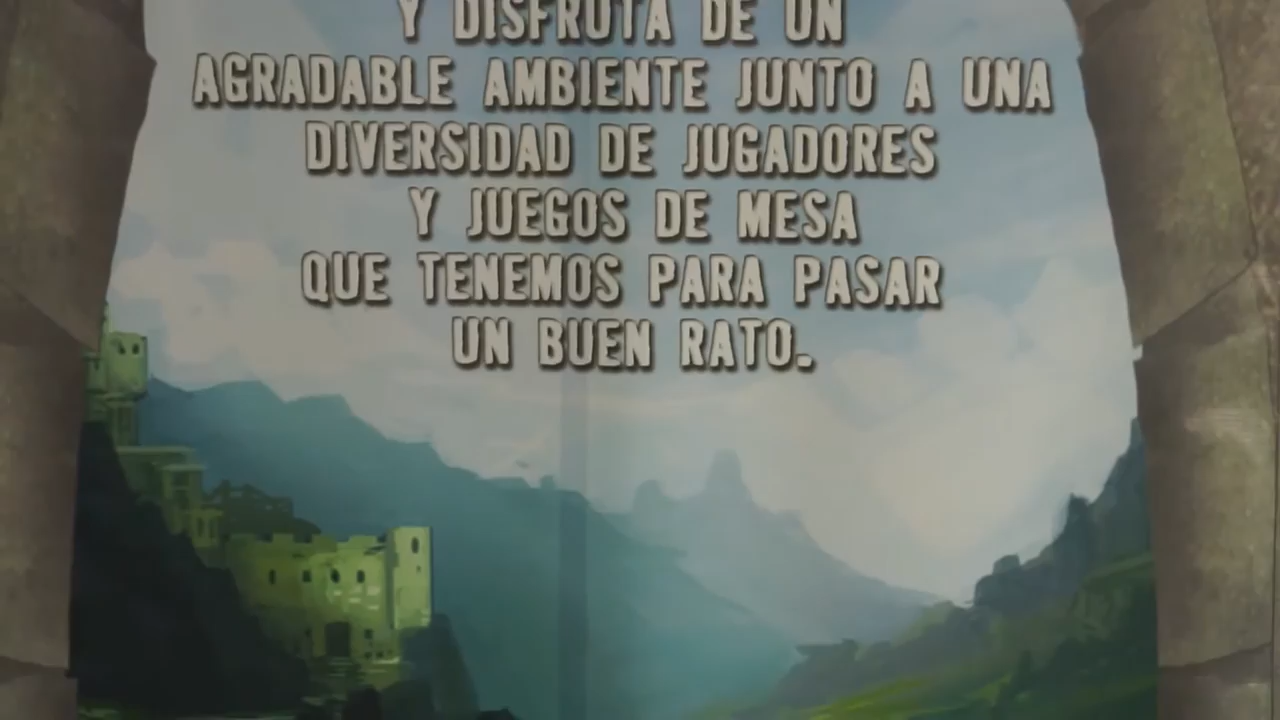 Y DISFRUTA DE UN
AGRADABLE AMBIENTE JUNTO A UNA
DIVERSIDAD DE JUGADORES
Y JUEGOS DE MESA
QUE TENEMOS PARA PASAR
UN BUEN RATO.